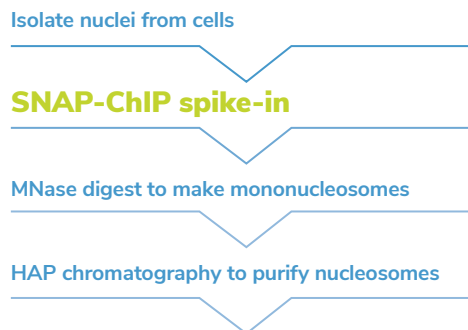 Isolate nuclei from cells
SNAP-ChIP spike-in
MNase digest to make mononucleosomes
HAP chromatography to purify nucleosomes